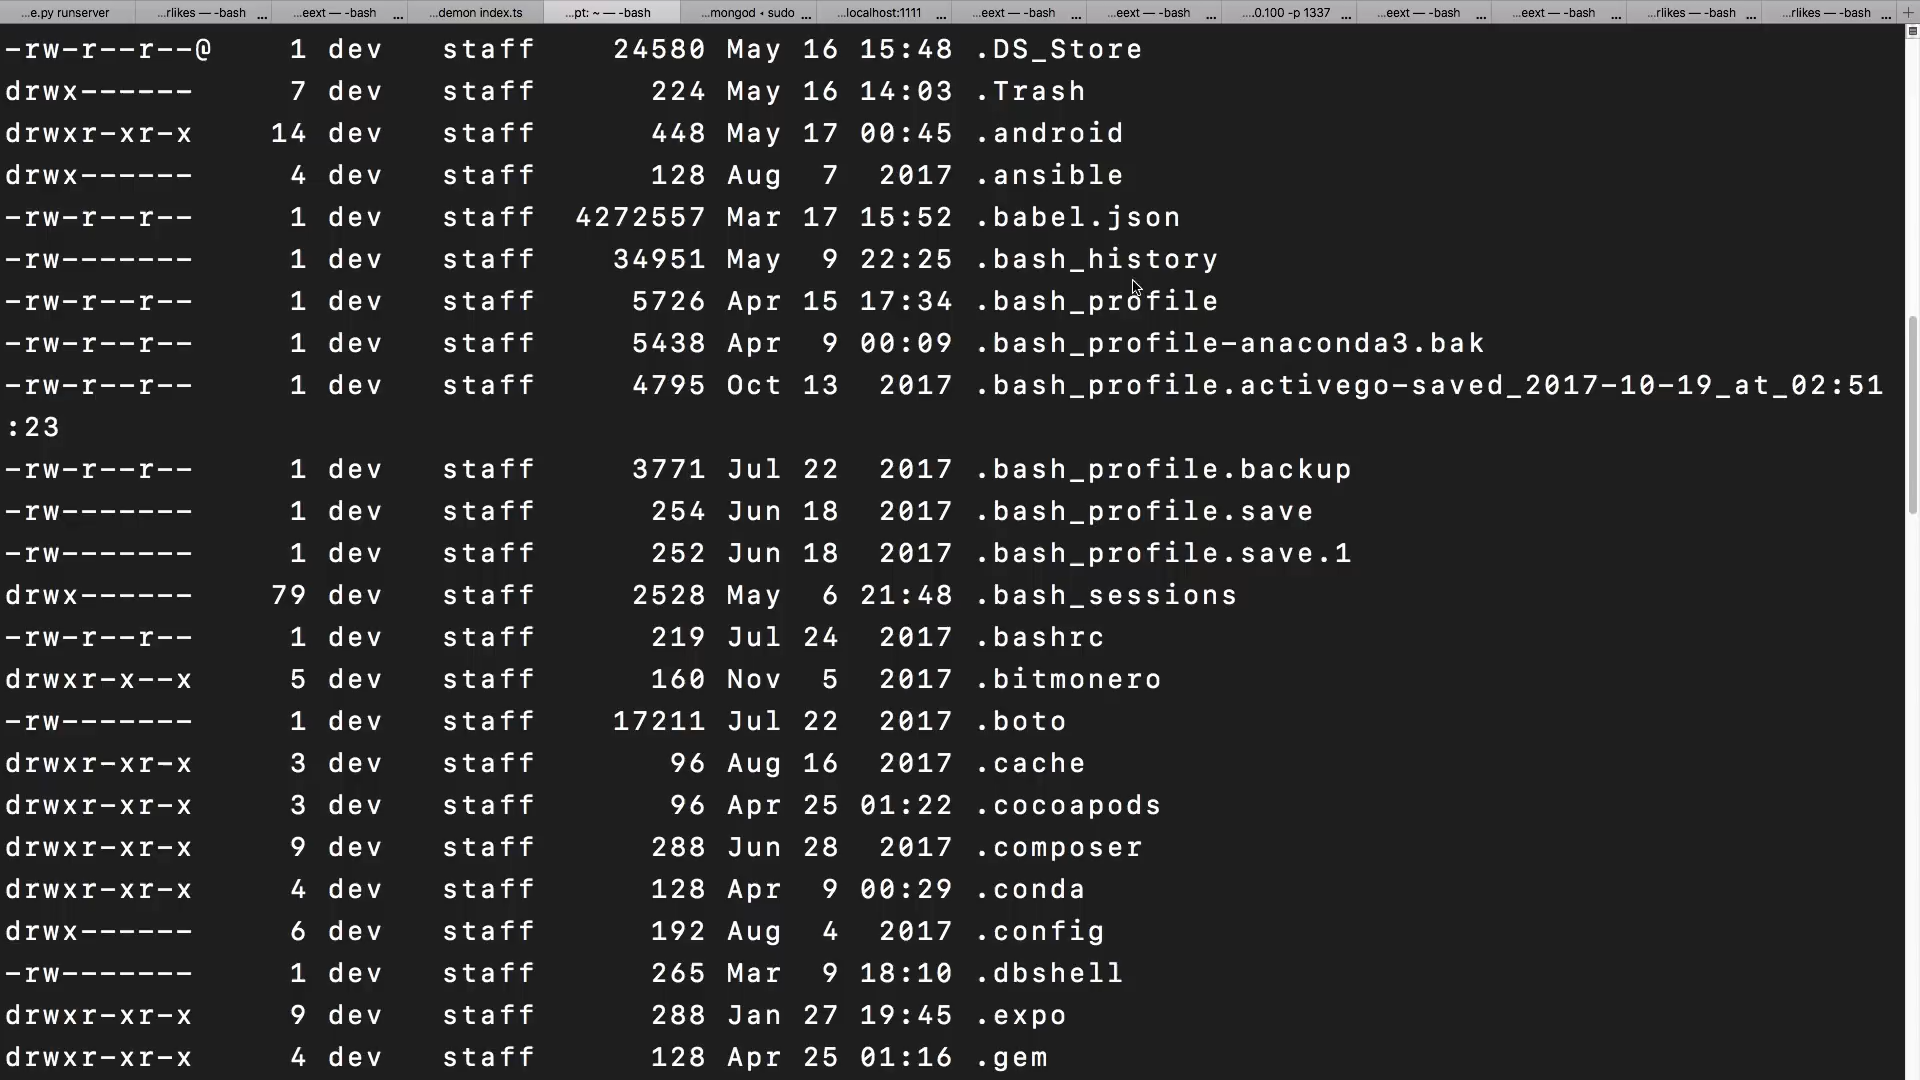 ...e.py runserver ...rlikes — -bash ... ...eext — -bash ... ...demon index.ts ...pt: ~ — -bash ...mongod ◂ sudo ... ...localhost:1111 ... ...eext — -bash ... ...eext — -bash ... ...0.100 -p 1337 ... ...eext — -bash ... ...eext — -bash ... ...rlikes — -bash ... ...rlikes — -bash ... +
-rw-r--r--@ 1 dev staff 24580 May 16 15:48 .DS_Store
drwx------ 7 dev staff 224 May 16 14:03 .Trash
drwxr-xr-x 14 dev staff 448 May 17 00:45 .android
drwx------ 4 dev staff 128 Aug 7 2017 .ansible
-rw-r--r-- 1 dev staff 4272557 Mar 17 15:52 .babel.json
-rw------- 1 dev staff 34951 May 9 22:25 .bash_history
-rw-r--r-- 1 dev staff 5726 Apr 15 17:34 .bash_profile
-rw-r--r-- 1 dev staff 5438 Apr 9 00:09 .bash_profile-anaconda3.bak
-rw-r--r-- 1 dev staff 4795 Oct 13 2017 .bash_profile.activego-saved_2017-10-19_at_02:51
:23
-rw-r--r-- 1 dev staff 3771 Jul 22 2017 .bash_profile.backup
-rw------- 1 dev staff 254 Jun 18 2017 .bash_profile.save
-rw------- 1 dev staff 252 Jun 18 2017 .bash_profile.save.1
drwx------ 79 dev staff 2528 May 6 21:48 .bash_sessions
-rw-r--r-- 1 dev staff 219 Jul 24 2017 .bashrc
drwxr-x--x 5 dev staff 160 Nov 5 2017 .bitmonero
-rw------- 1 dev staff 17211 Jul 22 2017 .boto
drwxr-xr-x 3 dev staff 96 Aug 16 2017 .cache
drwxr-xr-x 3 dev staff 96 Apr 25 01:22 .cocoapods
drwxr-xr-x 9 dev staff 288 Jun 28 2017 .composer
drwxr-xr-x 4 dev staff 128 Apr 9 00:29 .conda
drwx------ 6 dev staff 192 Aug 4 2017 .config
-rw------- 1 dev staff 265 Mar 9 18:10 .dbshell
drwxr-xr-x 9 dev staff 288 Jan 27 19:45 .expo
drwxr-xr-x 4 dev staff 128 Apr 25 01:16 .gem